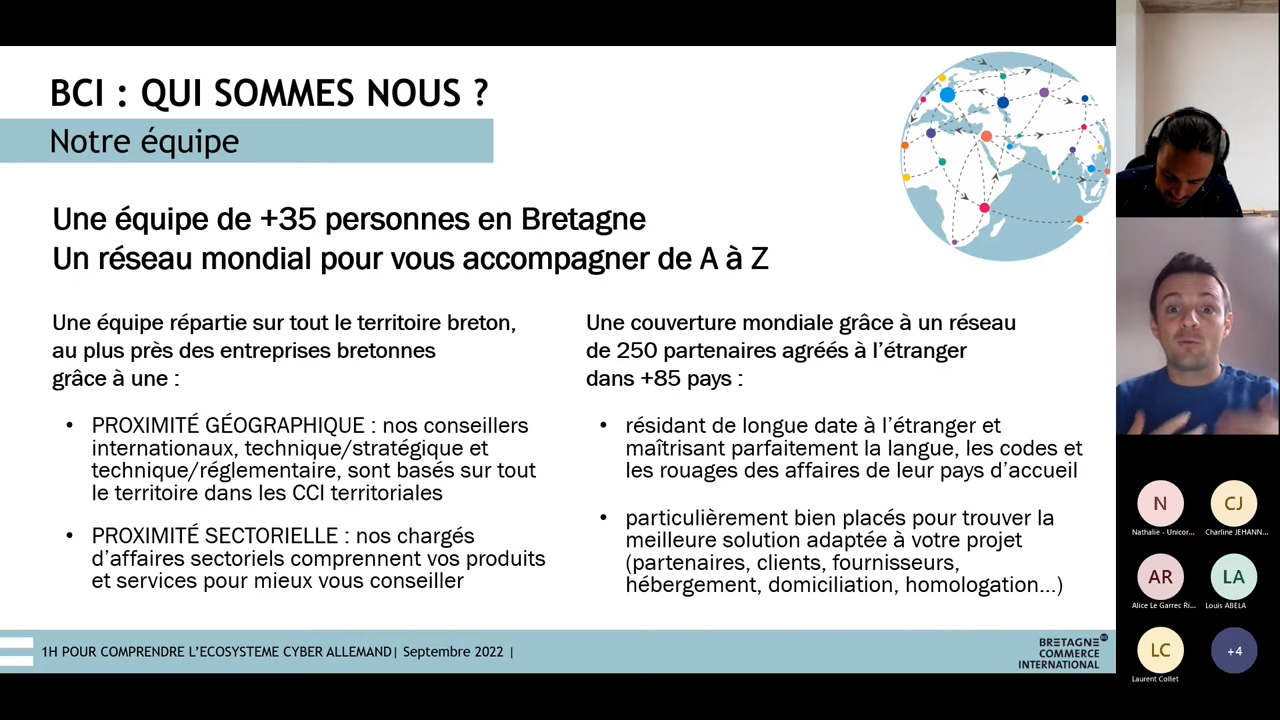 BCI : QUI SOMMES NOUS ?
Notre équipe
Une équipe de +35 personnes en Bretagne
Un réseau mondial pour vous accompagner de A à Z
Une équipe répartie sur tout le territoire breton,
au plus près des entreprises bretonnes
grâce à une :
• PROXIMITÉ GÉOGRAPHIQUE : nos conseillers
internationaux, technique/stratégique et
technique/réglementaire, sont basés sur tout
le territoire dans les CCI territoriales
• PROXIMITÉ SECTORIELLE : nos chargés
d’affaires sectoriels comprennent vos produits
et services pour mieux vous conseiller
Une couverture mondiale grâce à un réseau
de 250 partenaires agréés à l’étranger
dans +85 pays :
• résidant de longue date à l’étranger et
maîtrisant parfaitement la langue, les codes et
les rouages des affaires de leur pays d’accueil
• particulièrement bien placés pour trouver la
meilleure solution adaptée à votre projet
(partenaires, clients, fournisseurs,
hébergement, domiciliation, homologation...)
1H POUR COMPRENDRE L’ECOSYSTEME CYBER ALLEMAND| Septembre 2022 |
BRETAGNE
COMMERCE
INTERNATIONAL
N
Nathalie - Unicor...
CJ
Charline JEHANN...
AR
Alice Le Garrec Ri...
LA
Louis ABELA
LC
Laurent Collet
+4